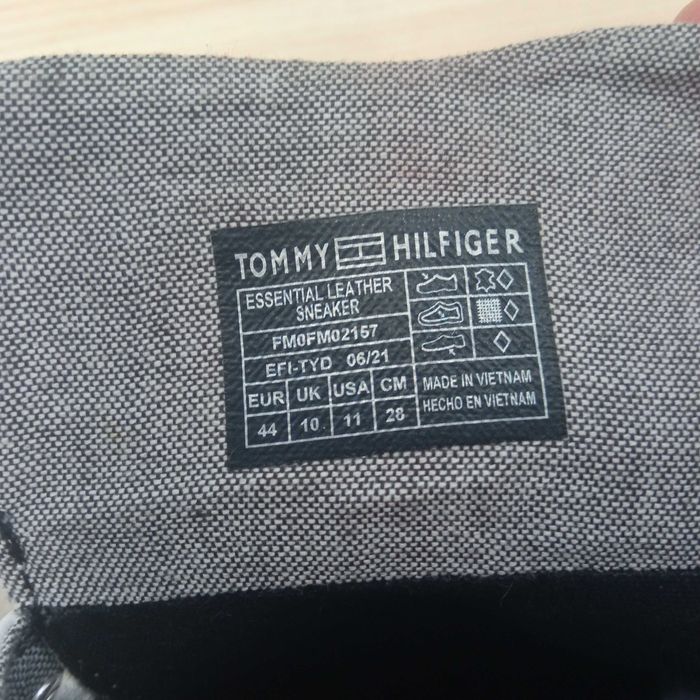 TOMMY HILFIGER
ESSENTIAL LEATHER
SNEAKER
FM0FM02157
EFI-TYD 06/21
EUR UK USA CM
44 10 11 28
MADE IN VIETNAM
HECHO EN VIETNAM